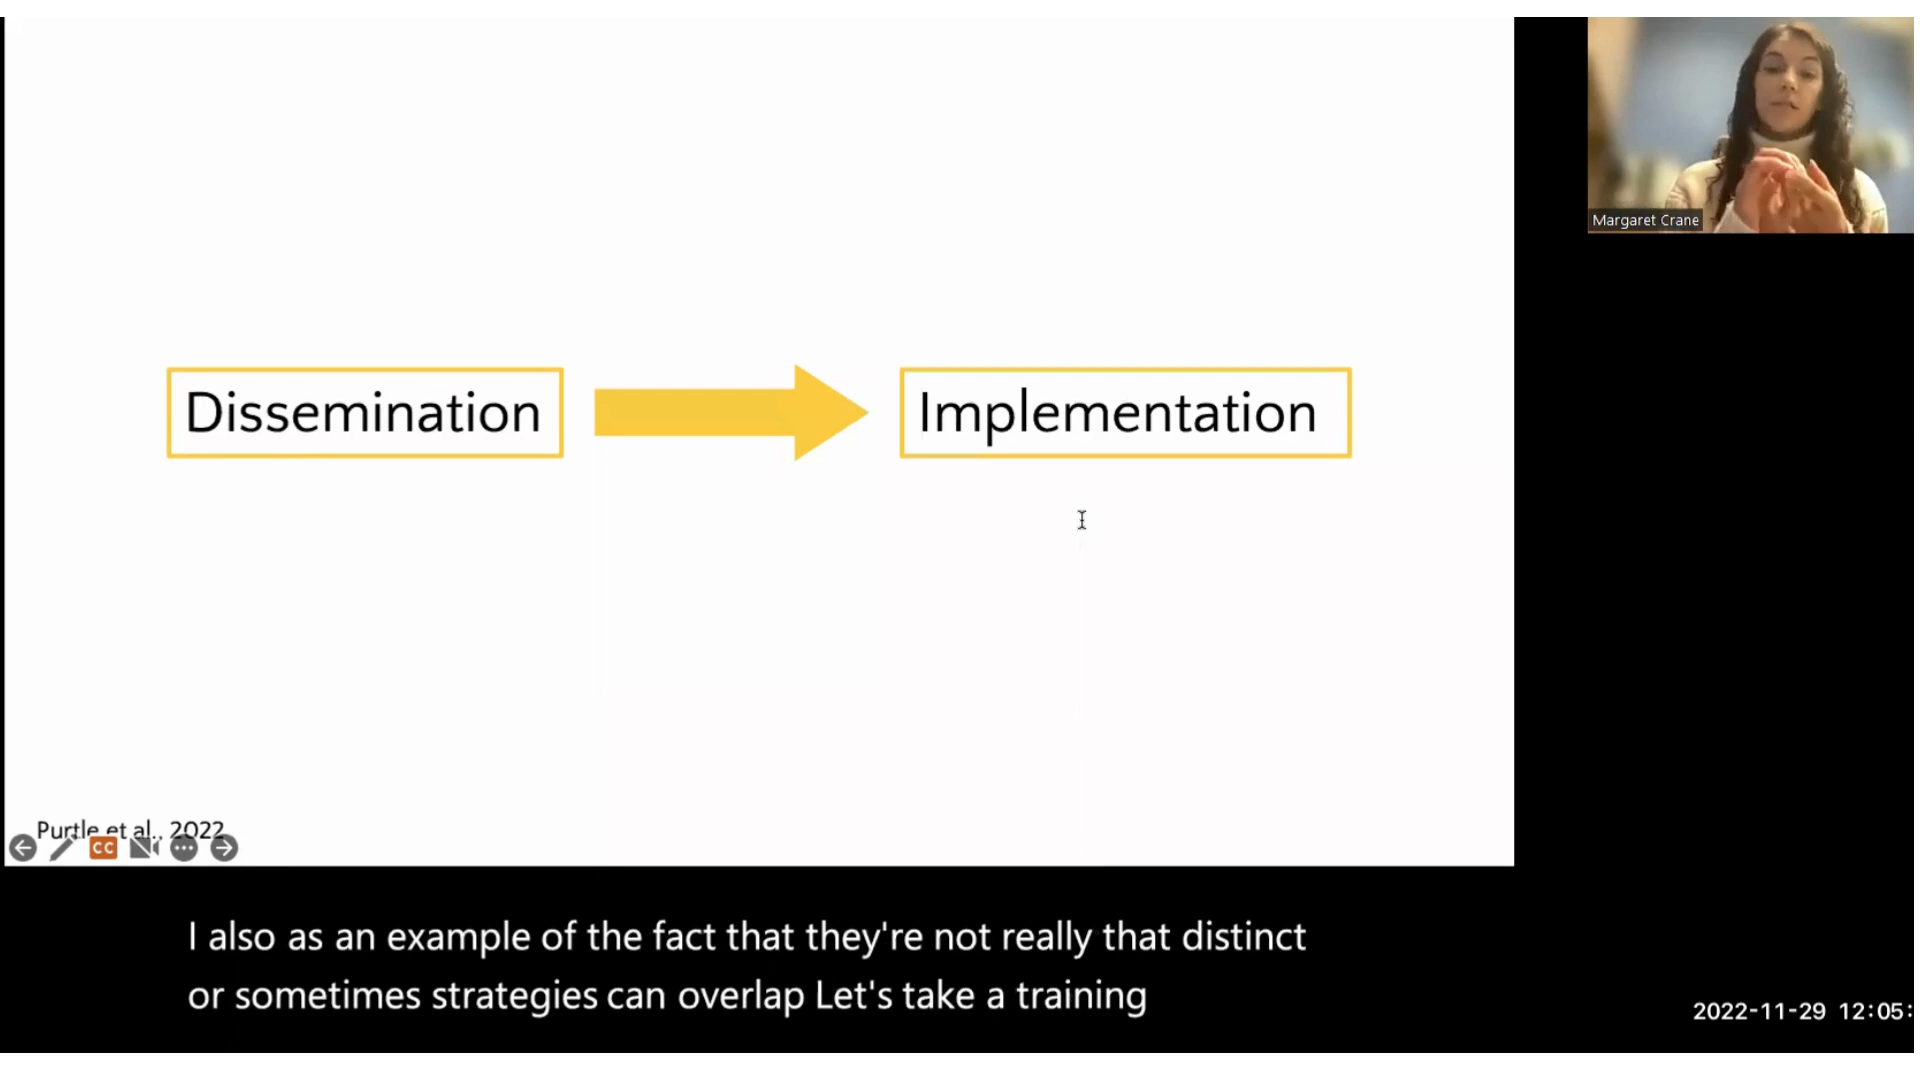 Margaret Crane
Dissemination
Implementation
Purtle et al., 2022
CC
I also as an example of the fact that they're not really that distinct
or sometimes strategies can overlap Let's take a training
2022-11-29 12:05: